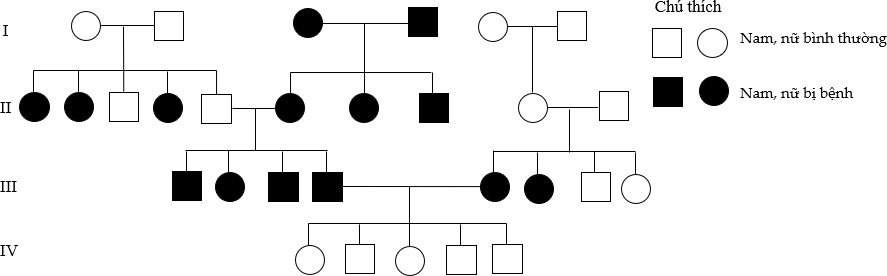 Chú thích
I
Nam, nữ bình thường
Nam, nữ bị bệnh
II
III
IV